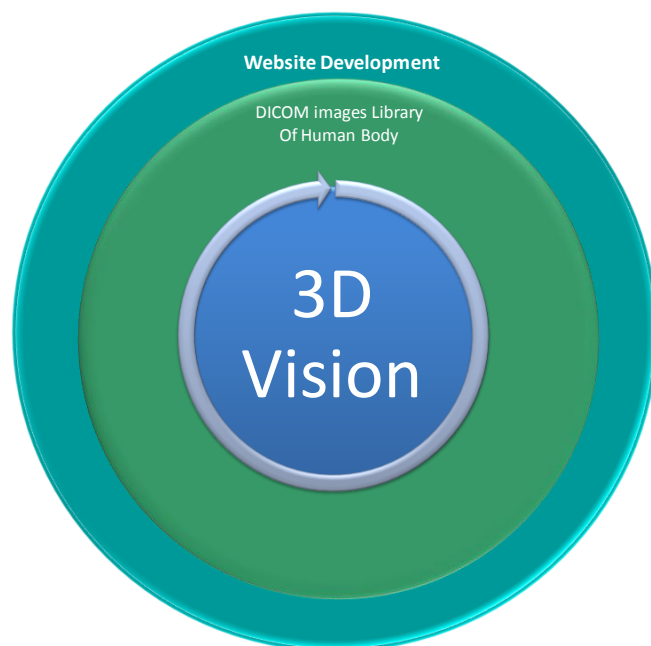 Website Development
DICOM images Library
Of Human Body
3D
Vision